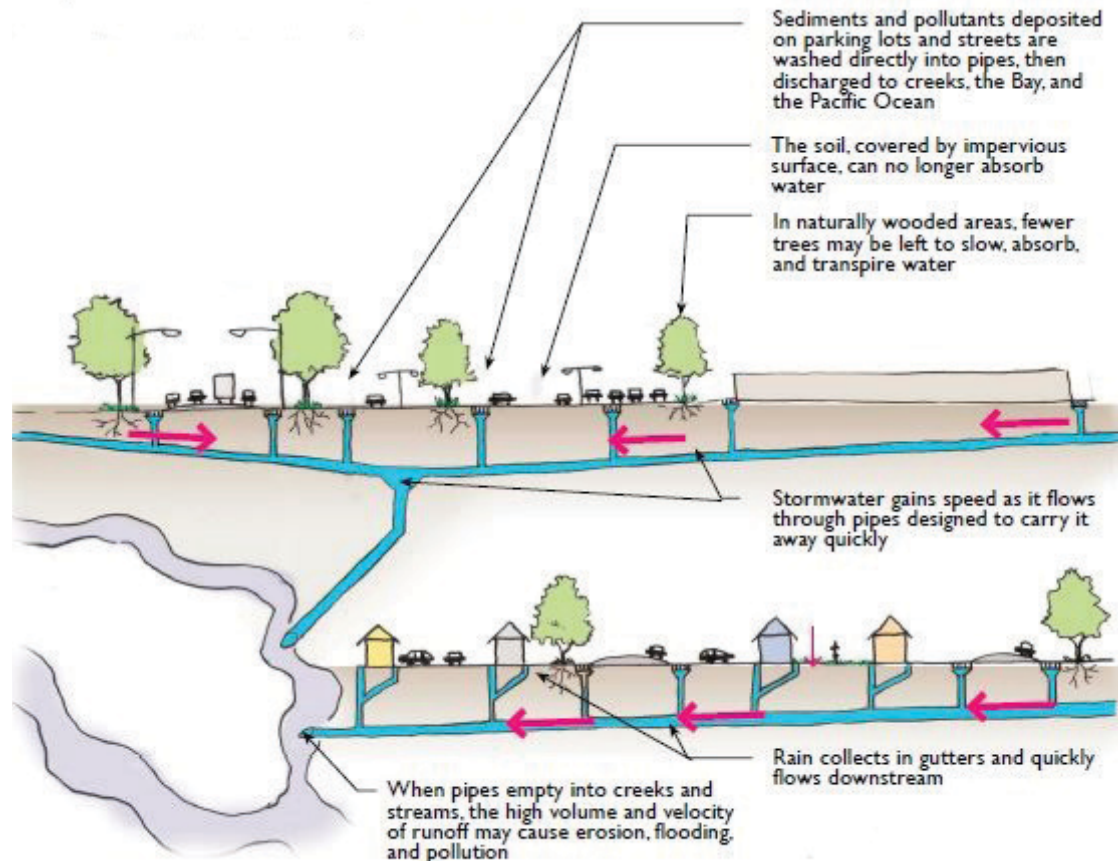 Sediments and pollutants deposited
on parking lots and streets are
washed directly into pipes, then
discharged to creeks, the Bay, and
the Pacific Ocean
The soil, covered by impervious
surface, can no longer absorb
water
In naturally wooded areas, fewer
trees may be left to slow, absorb,
and transpire water
Stormwater gains speed as it flows
through pipes designed to carry it
away quickly
Rain collects in gutters and quickly
flows downstream
When pipes empty into creeks and
streams, the high volume and velocity
of runoff may cause erosion, flooding,
and pollution